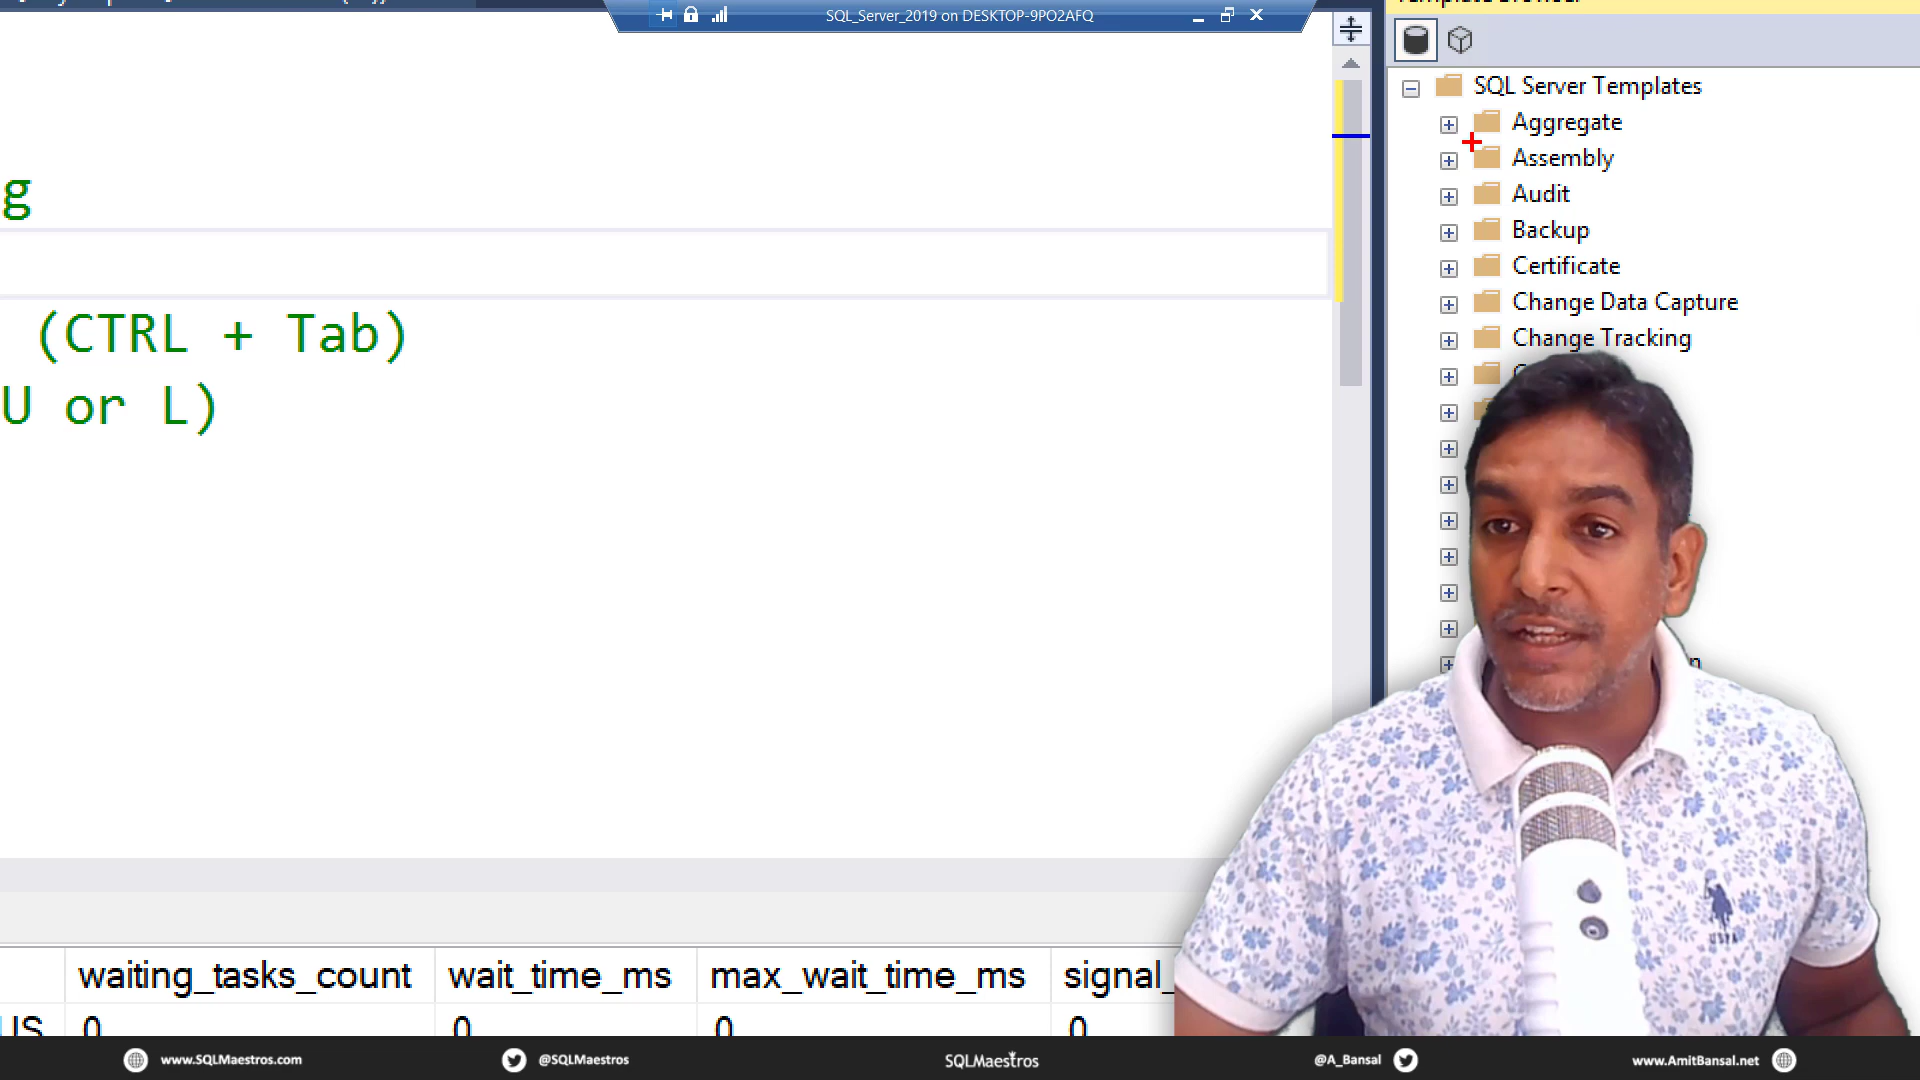 SQL_Server_2019 on DESKTOP-9PO2AFQ
SQL Server Templates
Aggregate
Assembly
Audit
Backup
Certificate
Change Data Capture
Change Tracking
g
(CTRL + Tab)
U or L)
waiting_tasks_count wait_time_ms max_wait_time_ms signal_
US 0 0 0 0
www.SQLMaestros.com @SQLMaestros SQLMaestros @A_Bansal www.AmitBansal.net